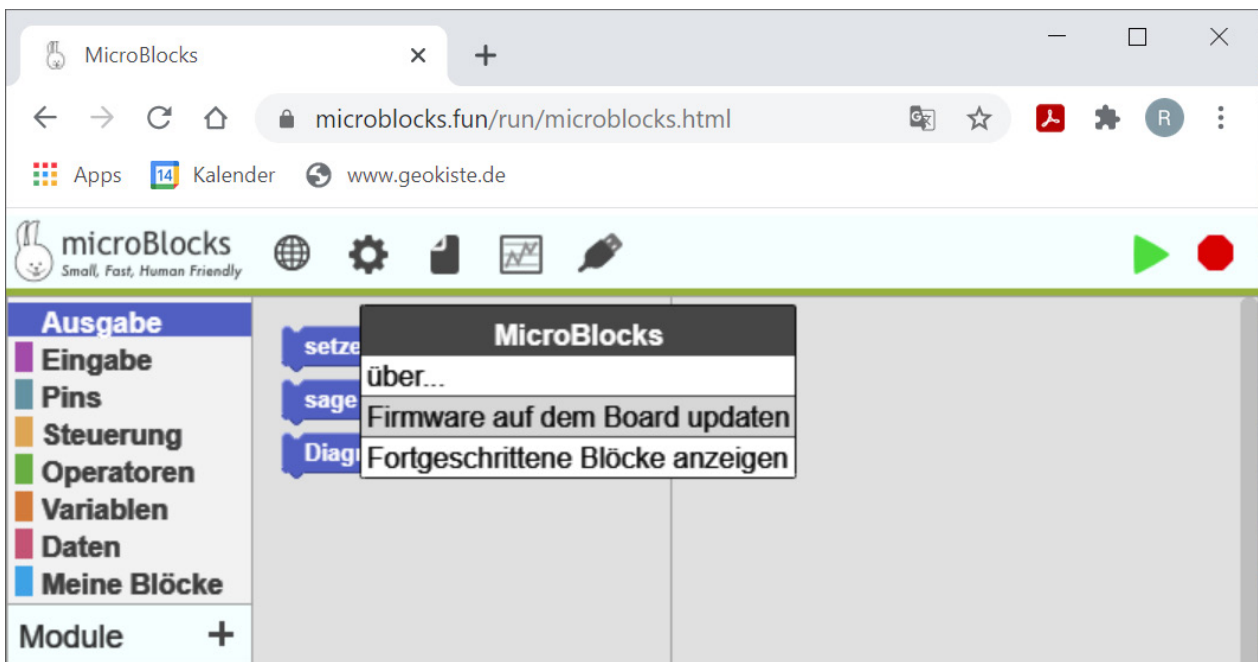 MicroBlocks
microblocks.fun/run/microblocks.html
R
Apps 14 Kalender www.geokiste.de
microBlocks
Small, Fast, Human Friendly
Ausgabe
Eingabe
Pins
Steuerung
Operatoren
Variablen
Daten
Meine Blöcke
Module +
setze
sage
MicroBlocks
über...
Firmware auf dem Board updaten
Fortgeschrittene Blöcke anzeigen